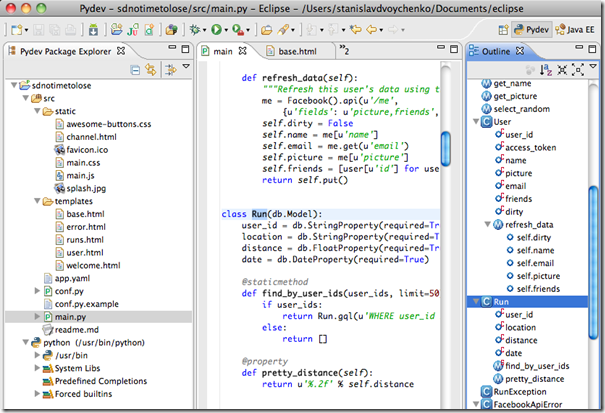 Pydev - sdnotimetolose/src/main.py - Eclipse - /Users/stanislavdvoychenko/Documents/eclipse
Pydev
Java EE
Pydev Package Explorer
sdnotimetolose
src
static
awesome-buttons.css
channel.html
favicon.ico
main.css
main.js
splash.jpg
templates
base.html
error.html
runs.html
user.html
welcome.html
app.yaml
conf.py
conf.py.example
main.py
readme.md
python (/usr/bin/python)
/usr/bin
System Libs
Predefined Completions
Forced builtins
main
base.html
»2
def refresh_data(self):
"""Refresh this user's data using t
me = Facebook().api(u'/me',
{u'fields': u'picture,friends',
self.dirty = False
self.name = me[u'name']
self.email = me.get(u'email')
self.picture = me[u'picture']
self.friends = [user[u'id'] for use
return self.put()
class Run(db.Model):
user_id = db.StringProperty(required=Tr
location = db.StringProperty(required=T
distance = db.FloatProperty(required=Tr
date = db.DateProperty(required=True)
@staticmethod
def find_by_user_ids(user_ids, limit=50
if user_ids:
return Run.gql(u'WHERE user_id
else:
return []
@property
def pretty_distance(self):
return u'%.2f' % self.distance
Outline
get_name
get_picture
select_random
User
user_id
access_token
name
picture
email
friends
dirty
refresh_data
self.dirty
self.name
self.email
self.picture
self.friends
Run
user_id
location
distance
date
find_by_user_ids
pretty_distance
RunException
FacebookApiError